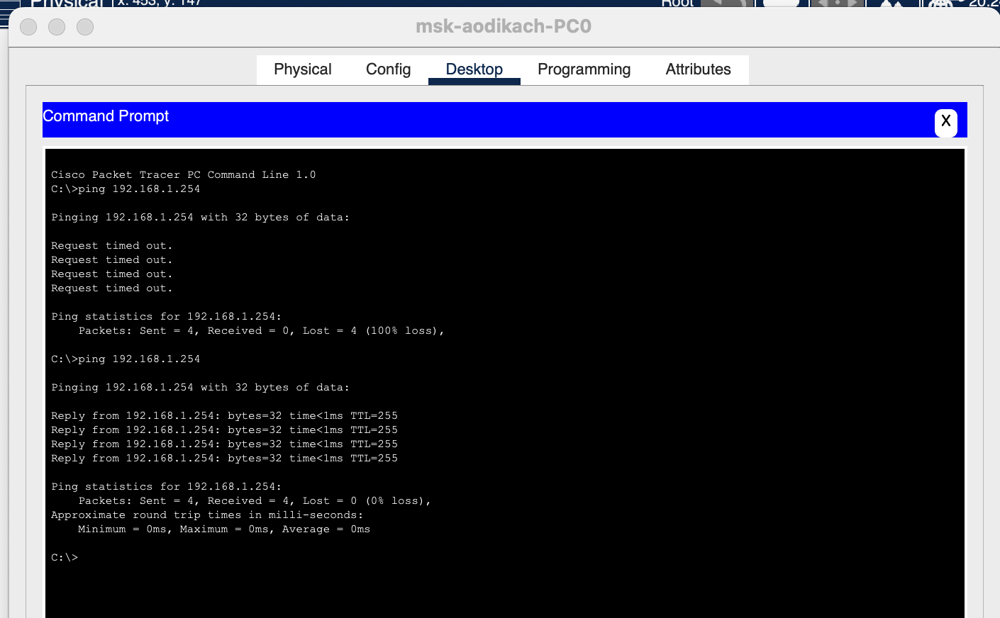 Physical x: 453, y: 147 Root
msk-aodikach-PC0
Physical Config Desktop Programming Attributes
Command Prompt
X
Cisco Packet Tracer PC Command Line 1.0
C:\>ping 192.168.1.254
Pinging 192.168.1.254 with 32 bytes of data:
Request timed out.
Request timed out.
Request timed out.
Request timed out.
Ping statistics for 192.168.1.254:
Packets: Sent = 4, Received = 0, Lost = 4 (100% loss),
C:\>ping 192.168.1.254
Pinging 192.168.1.254 with 32 bytes of data:
Reply from 192.168.1.254: bytes=32 time<1ms TTL=255
Reply from 192.168.1.254: bytes=32 time<1ms TTL=255
Reply from 192.168.1.254: bytes=32 time<1ms TTL=255
Reply from 192.168.1.254: bytes=32 time<1ms TTL=255
Ping statistics for 192.168.1.254:
Packets: Sent = 4, Received = 4, Lost = 0 (0% loss),
Approximate round trip times in milli-seconds:
Minimum = 0ms, Maximum = 0ms, Average = 0ms
C:\>